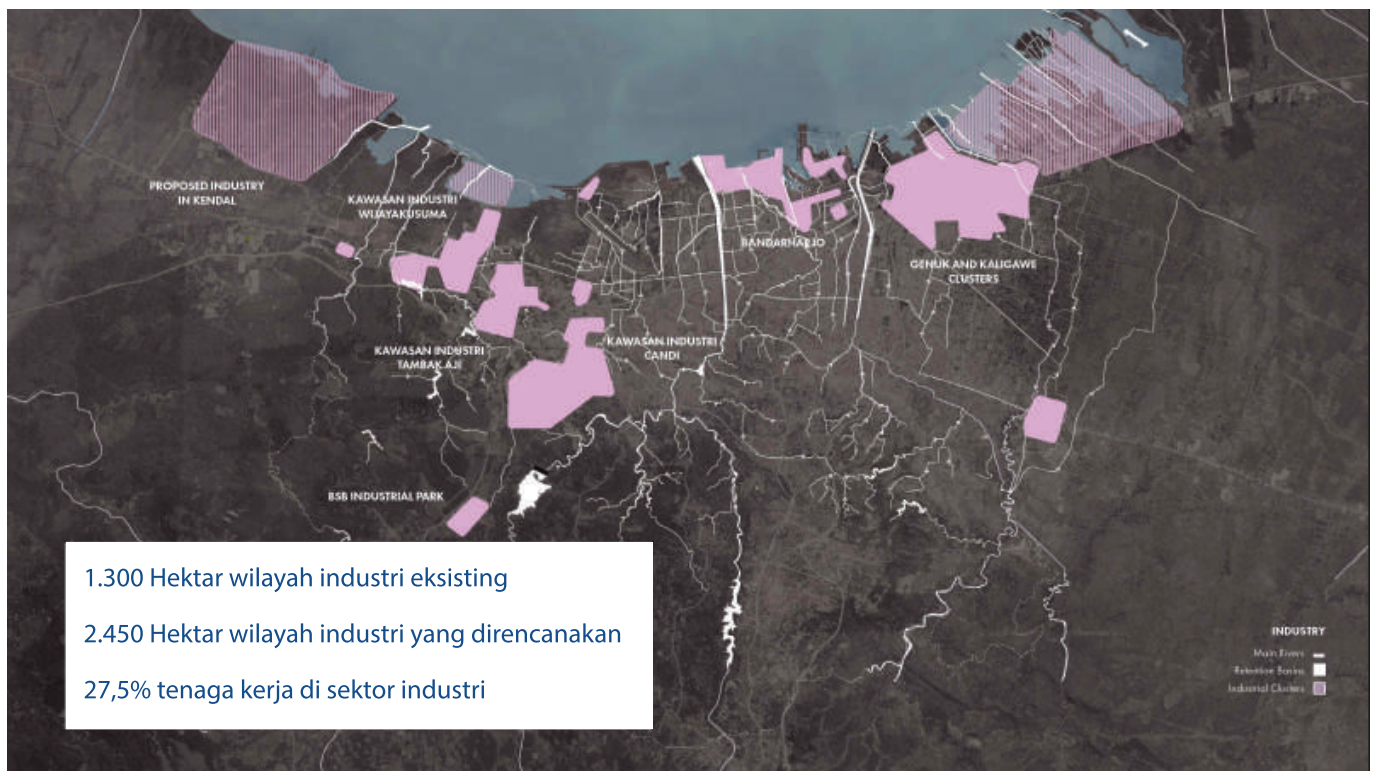 PROPOSED INDUSTRY
IN KENDAL
KAWASAN INDUSTRI
WIJAYAKUSUMA
BANDARHARJO
GENUK AND KALIGAWE
CLUSTERS
KAWASAN INDUSTRI
TAMBAK AJI
KAWASAN INDUSTRI
CANDI
BSB INDUSTRIAL PARK
1.300 Hektar wilayah industri eksisting
2.450 Hektar wilayah industri yang direncanakan
27,5% tenaga kerja di sektor industri
INDUSTRY
Main Rivers
Retention Basins
Industrial Clusters